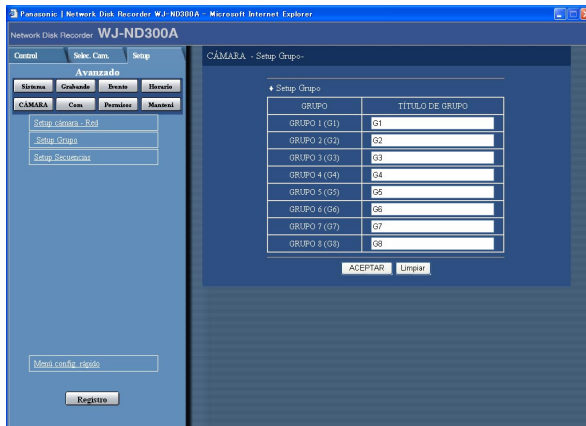 Panasonic | Network Disk Recorder WJ-ND300A - Microsoft Internet Explorer
Network Disk Recorder WJ-ND300A
Control Selec. Cam. Setup
Avanzado
Sistema Grabando Evento Horario
CÁMARA Com Permisos Manteni
Setup cámara - Red
Setup Grupo
Setup Secuencias
Menú config. rápido
Registro
CÁMARA - Setup Grupo-
♦ Setup Grupo
GRUPO TÍTULO DE GRUPO
GRUPO 1 (G1) G1
GRUPO 2 (G2) G2
GRUPO 3 (G3) G3
GRUPO 4 (G4) G4
GRUPO 5 (G5) G5
GRUPO 6 (G6) G6
GRUPO 7 (G7) G7
GRUPO 8 (G8) G8
ACEPTAR Limpiar